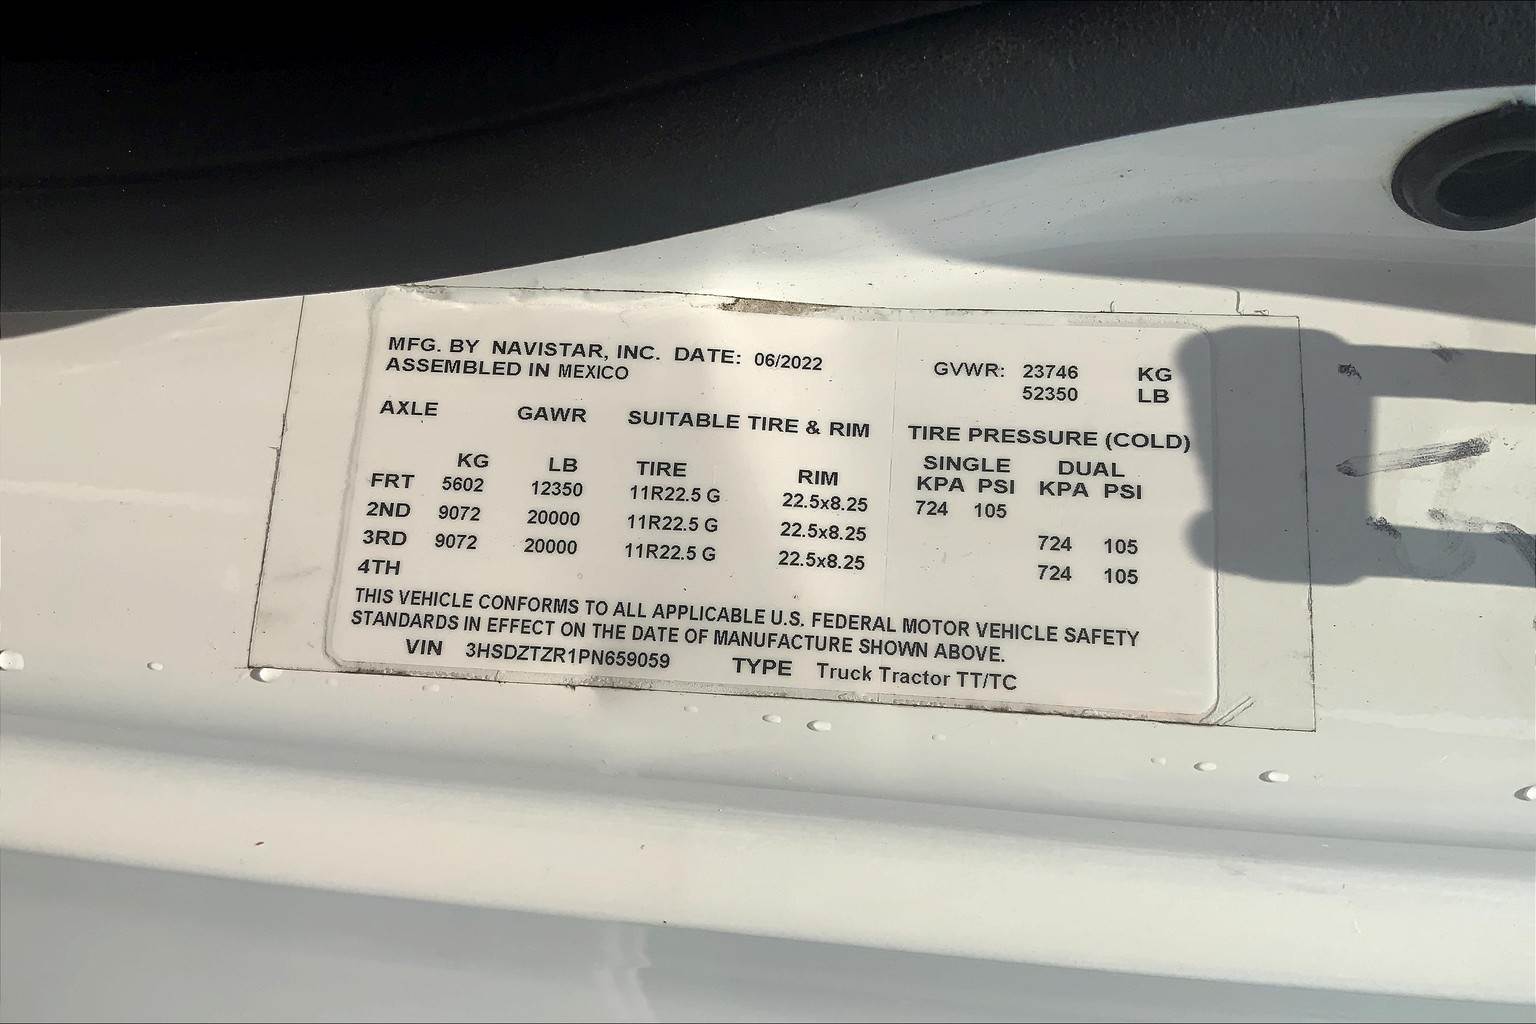 MFG. BY NAVISTAR, INC. DATE: 06/2022
ASSEMBLED IN MEXICO
GVWR: 23746 KG
52350 LB
AXLE GAWR SUITABLE TIRE & RIM TIRE PRESSURE (COLD)
SINGLE DUAL
KG LB TIRE RIM KPA PSI KPA PSI
FRT 5602 12350 11R22.5 G 22.5x8.25 724 105
2ND 9072 20000 11R22.5 G 22.5x8.25 724 105
3RD 9072 20000 11R22.5 G 22.5x8.25 724 105
4TH
THIS VEHICLE CONFORMS TO ALL APPLICABLE U.S. FEDERAL MOTOR VEHICLE SAFETY
STANDARDS IN EFFECT ON THE DATE OF MANUFACTURE SHOWN ABOVE.
VIN 3HSDZTZR1PN659059 TYPE Truck Tractor TT/TC